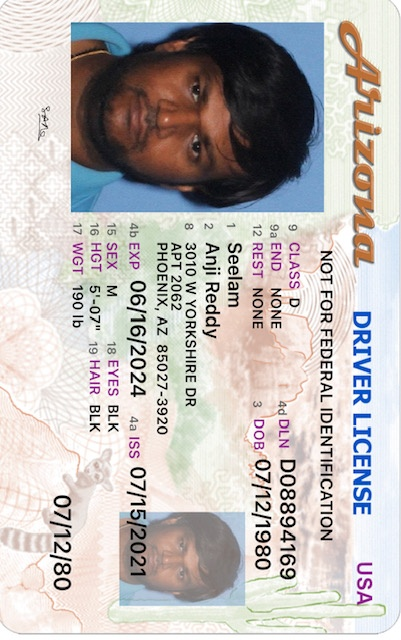 Arizona DRIVER LICENSE USA
NOT FOR FEDERAL IDENTIFICATION
9 CLASS D 4d DLN D08894169
9a END NONE
12 REST NONE 3 DOB 07/12/1980
1 Seelam
2 Anji Reddy
8 3010 W YORKSHIRE DR
APT 2062
PHOENIX, AZ 85027-3920
4b EXP 06/16/2024 4a ISS 07/15/2021
15 SEX M 18 EYES BLK
16 HGT 5'-07" 19 HAIR BLK
17 WGT 190 lb
07/12/80